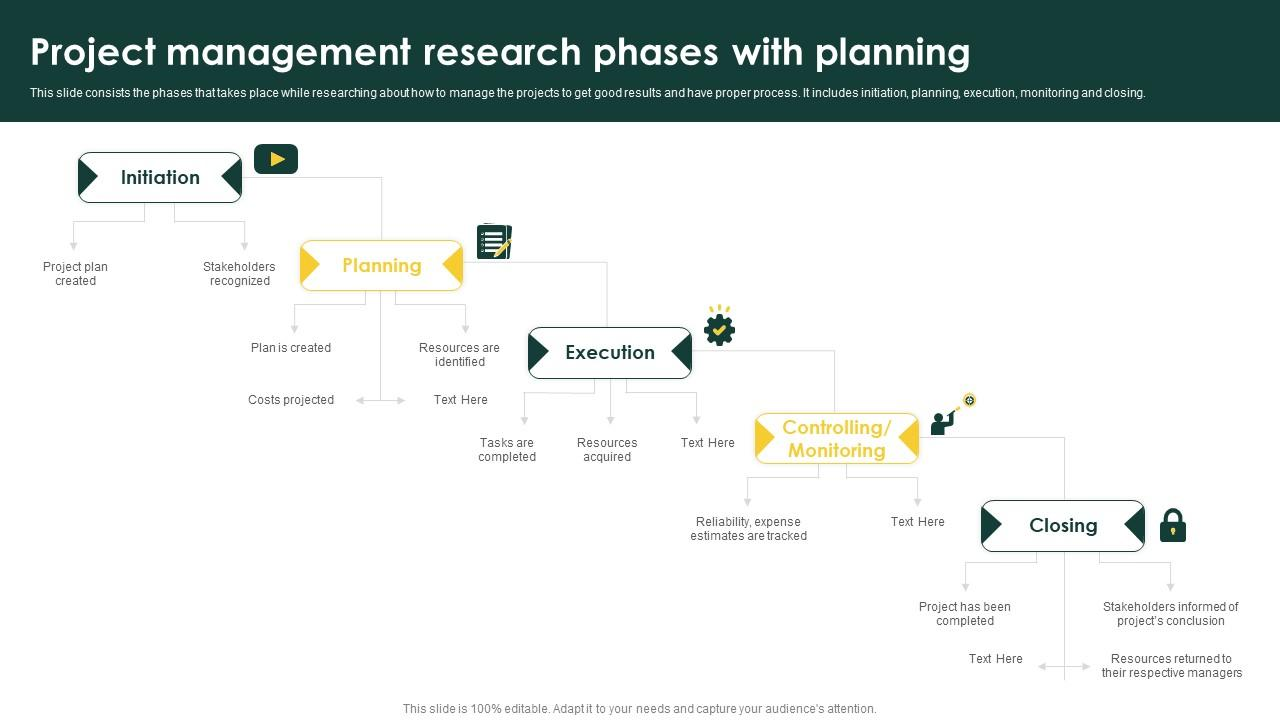 Project management research phases with planning
This slide consists the phases that takes place while researching about how to manage the projects to get good results and have proper process. It includes initiation, planning, execution, monitoring and closing.
Initiation
Project plan
created
Stakeholders
recognized
Planning
Plan is created
Resources are
identified
Costs projected
Text Here
Execution
Tasks are
completed
Resources
acquired
Text Here
Controlling/
Monitoring
Reliability, expense
estimates are tracked
Text Here
Closing
Project has been
completed
Stakeholders informed of
project's conclusion
Text Here
Resources returned to
their respective managers
This slide is 100% editable. Adapt it to your needs and capture your audience's attention.